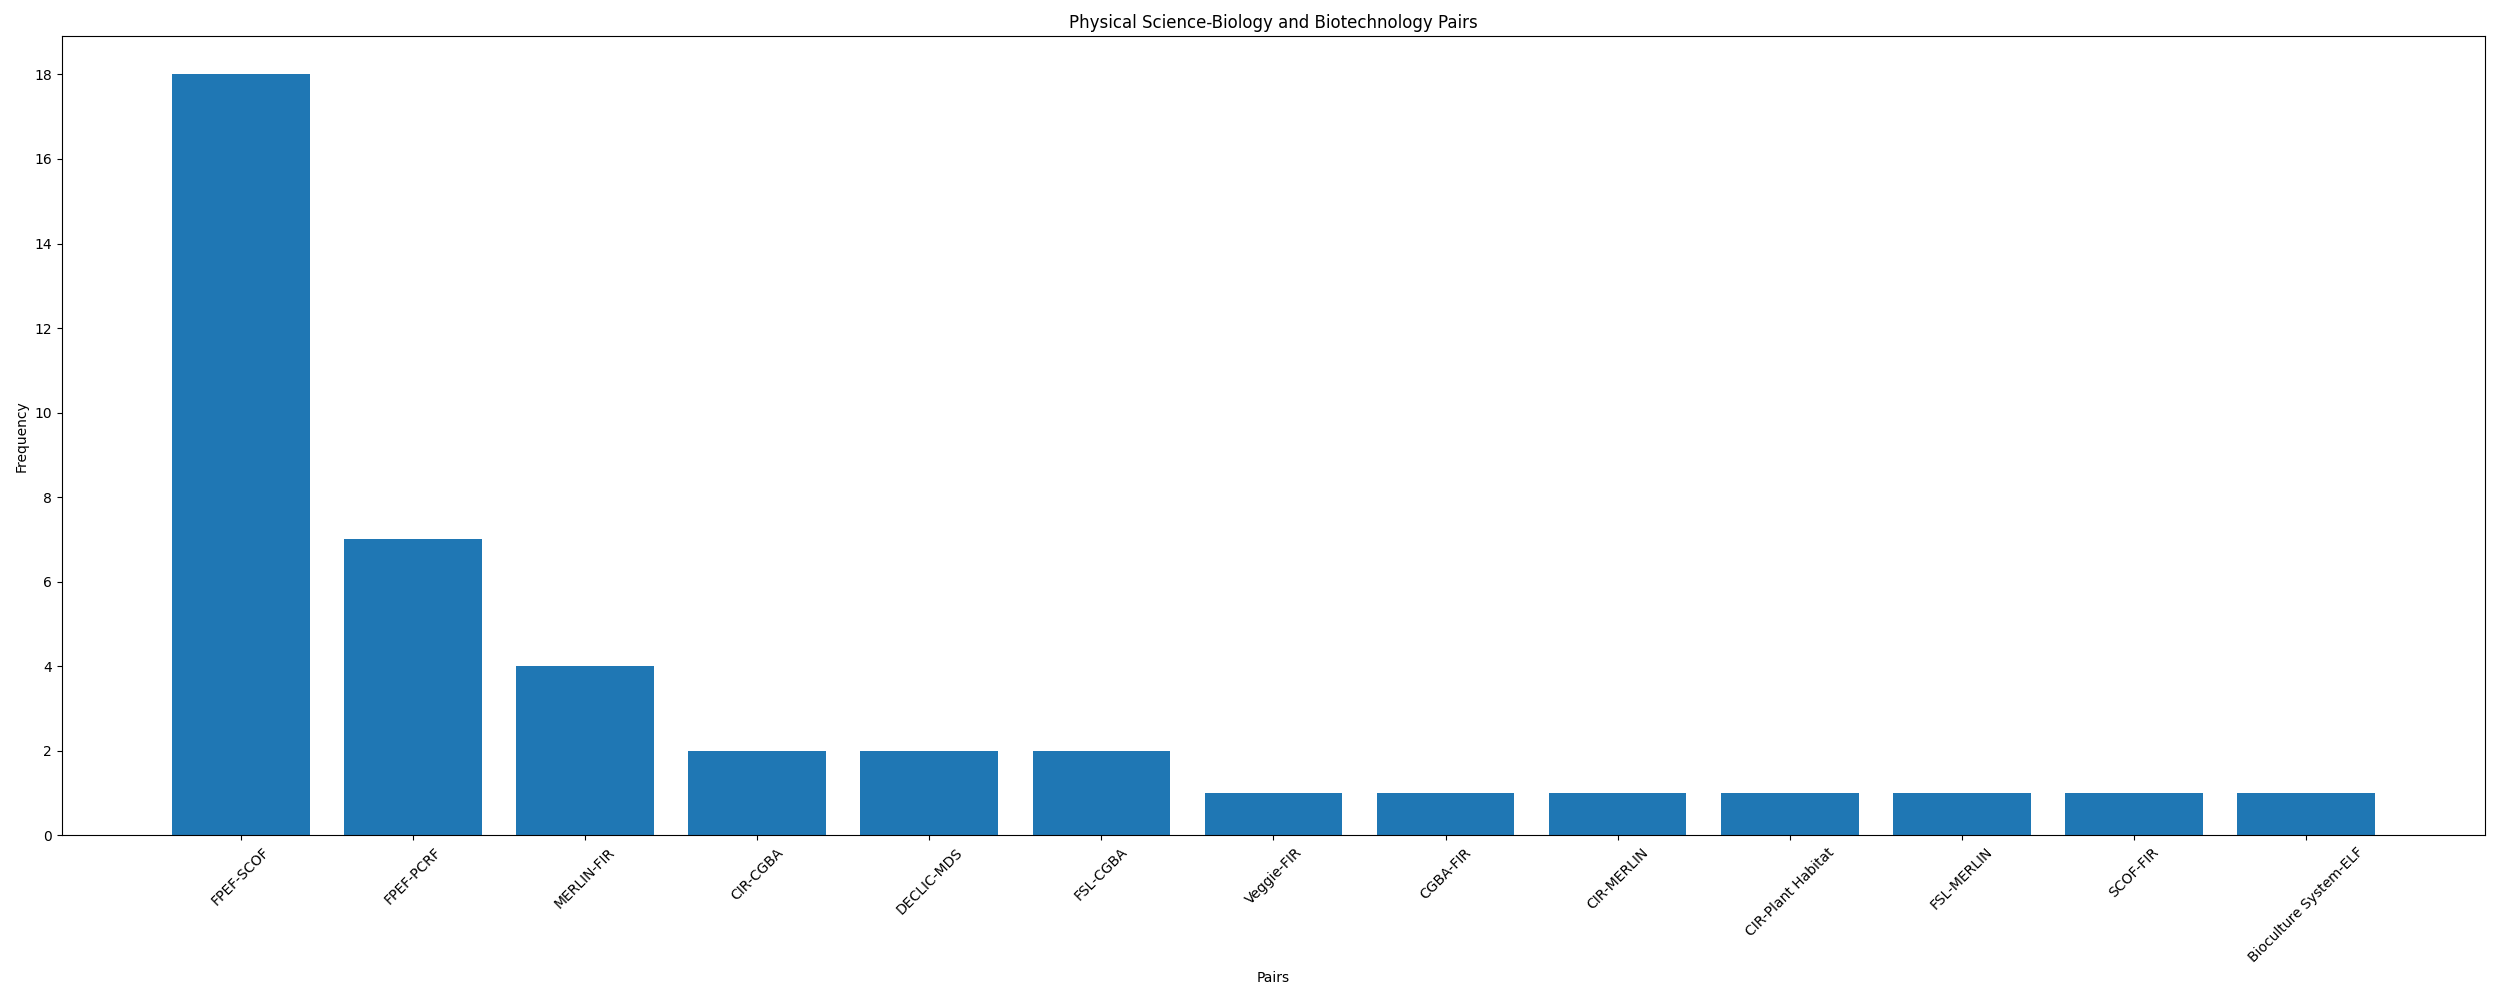 Physical Science-Biology and Biotechnology Pairs
18
16
14
12
10
8
6
4
2
0
Frequency
FPEF-SCOF
FPEF-PCRF
MERLIN-FIR
CIR-CGBA
DECLIC-MDS
FSL-CGBA
Veggie-FIR
CGBA-FIR
CIR-MERLIN
CIR-Plant Habitat
FSL-MERLIN
SCOF-FIR
Bioculture System-ELF
Pairs